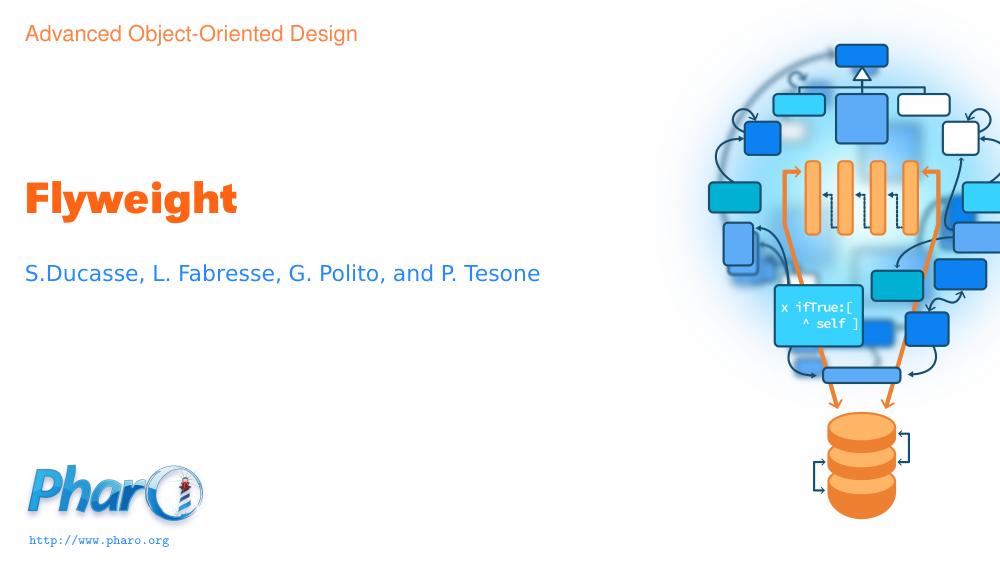 Advanced Object-Oriented Design
Flyweight
S.Ducasse, L. Fabresse, G. Polito, and P. Tesone
x ifTrue:[
^ self ]
Pharo
http://www.pharo.org